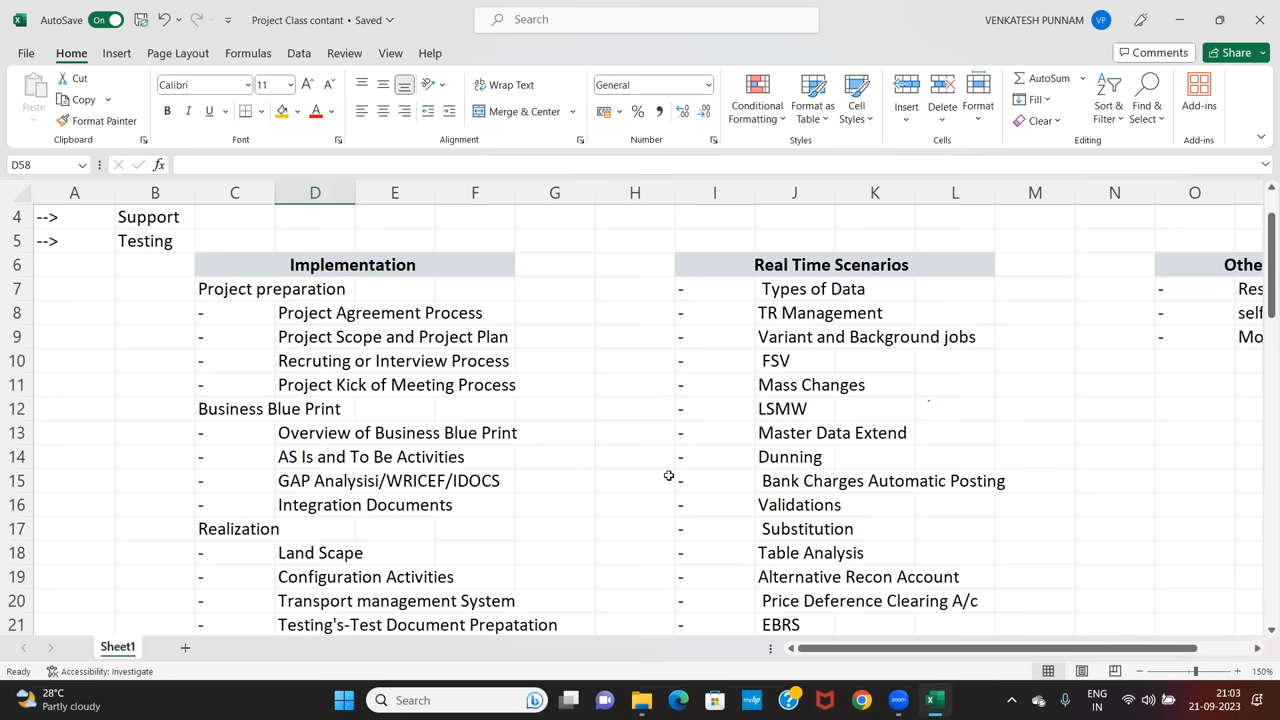 AutoSave On Project Class contant • Saved Search VENKATESH PUNNAM VP
File Home Insert Page Layout Formulas Data Review View Help Comments Share
Paste Cut Copy Format Painter Clipboard
Calibri 11 B I U A Font
Wrap Text Merge & Center Alignment
General % Number
Conditional Formatting Format as Table Cell Styles Styles
Insert Delete Format Cells
AutoSum Fill Clear Sort & Filter Find & Select Editing
Add-ins Add-ins
D58 fx
A B C D E F G H I J K L M N O
4 --> Support
5 --> Testing
6 Implementation Real Time Scenarios Othe
7 Project preparation - Types of Data - Res
8 - Project Agreement Process - TR Management - self
9 - Project Scope and Project Plan - Variant and Background jobs - Mo
10 - Recruting or Interview Process - FSV
11 - Project Kick of Meeting Process - Mass Changes
12 Business Blue Print - LSMW
13 - Overview of Business Blue Print - Master Data Extend
14 - AS Is and To Be Activities - Dunning
15 - GAP Analysisi/WRICEF/IDOCS - Bank Charges Automatic Posting
16 - Integration Documents - Validations
17 Realization - Substitution
18 - Land Scape - Table Analysis
19 - Configuration Activities - Alternative Recon Account
20 - Transport management System - Price Deference Clearing A/c
21 - Testing's-Test Document Prepatation - EBRS
Sheet1
Ready Accessibility: Investigate 150%
28°C Partly cloudy Search ENG IN 21:03 21-09-2023